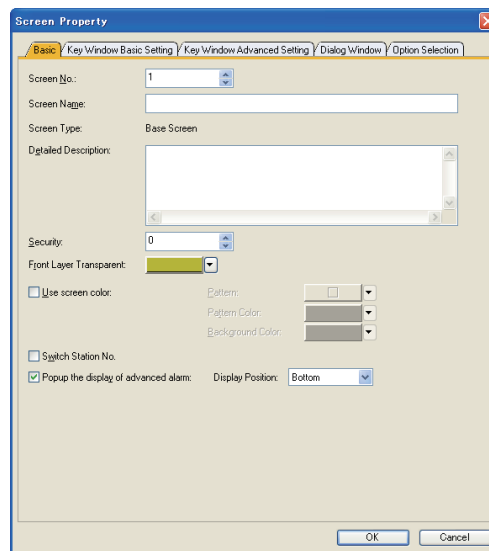 Screen Property
Basic Key Window Basic Setting Key Window Advanced Setting Dialog Window Option Selection
Screen No.: 1
Screen Name:
Screen Type: Base Screen
Detailed Description:
Security: 0
Front Layer Transparent:
Use screen color: Pattern:
Pattern Color:
Background Color:
Switch Station No.
Popup the display of advanced alarm: Display Position: Bottom
OK Cancel